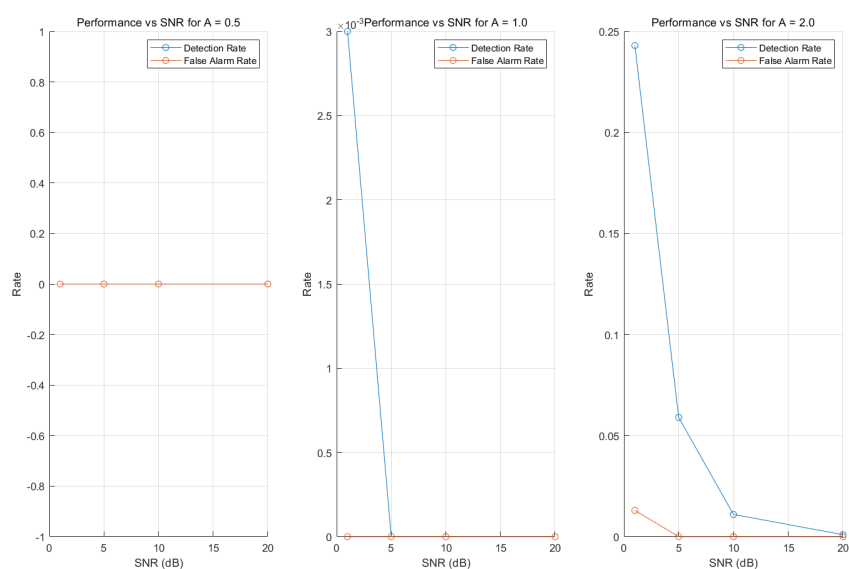 Performance vs SNR for A = 0.5
Detection Rate
False Alarm Rate
1
0.8
0.6
0.4
0.2
0
-0.2
-0.4
-0.6
-0.8
-1
Rate
0
5
10
15
20
SNR (dB)
×10⁻³
Performance vs SNR for A = 1.0
Detection Rate
False Alarm Rate
3
2.5
2
1.5
1
0.5
0
Rate
0
5
10
15
20
SNR (dB)
Performance vs SNR for A = 2.0
Detection Rate
False Alarm Rate
0.25
0.2
0.15
0.1
0.05
0
Rate
0
5
10
15
20
SNR (dB)